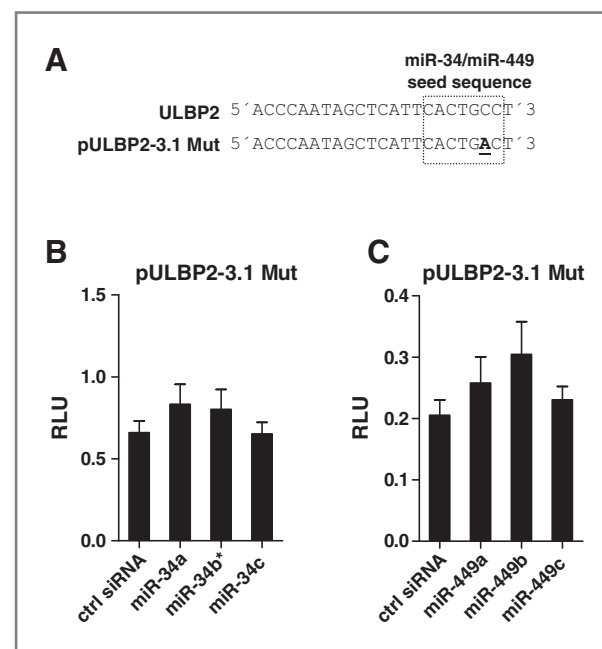 A
miR-34/miR-449
seed sequence
ULBP2 5´ACCCAATAGCTCATTCACTGCCT´3
pULBP2-3.1 Mut 5´ACCCAATAGCTCATTCACTGACT´3
B
pULBP2-3.1 Mut
1.5
1.0
0.5
0.0
RLU
ctrl siRNA
miR-34a
miR-34b*
miR-34c
C
pULBP2-3.1 Mut
0.4
0.3
0.2
0.1
0.0
RLU
ctrl siRNA
miR-449a
miR-449b
miR-449c